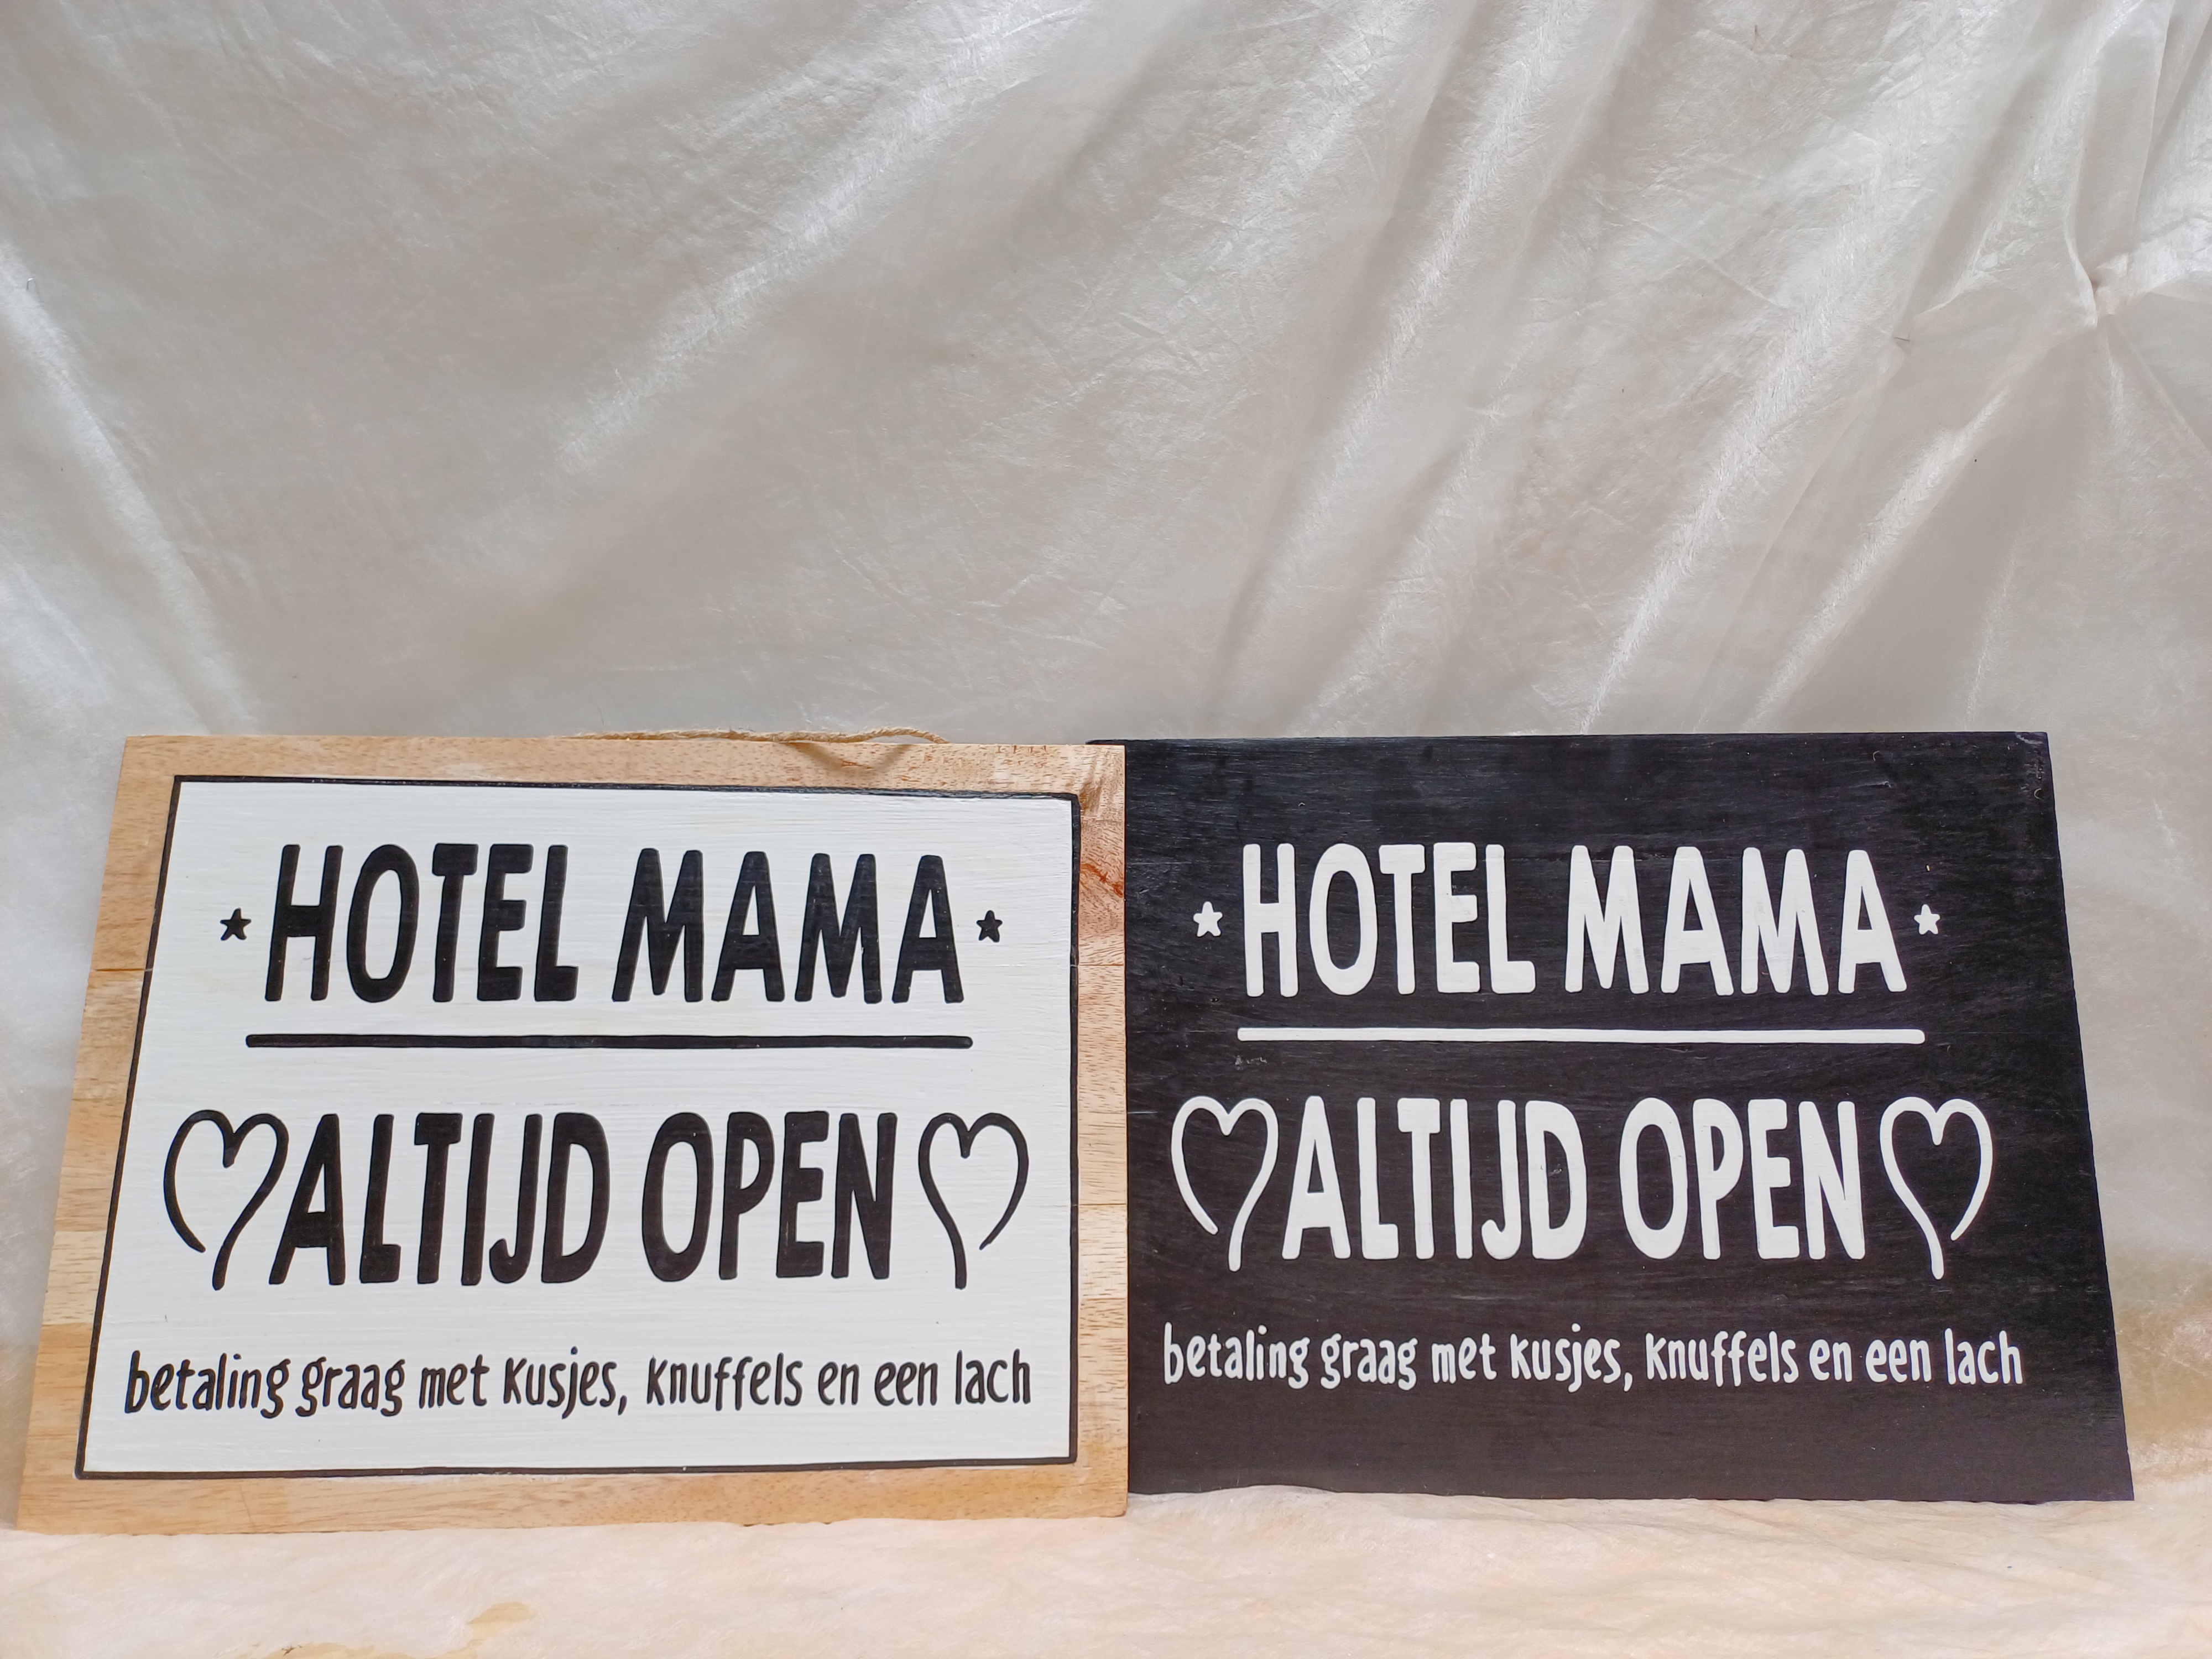 HOTEL MAMA
ALTIJD OPEN
betaling graag met kusjes, knuffels en een lach
HOTEL MAMA
ALTIJD OPEN
betaling graag met kusjes, knuffels en een lach